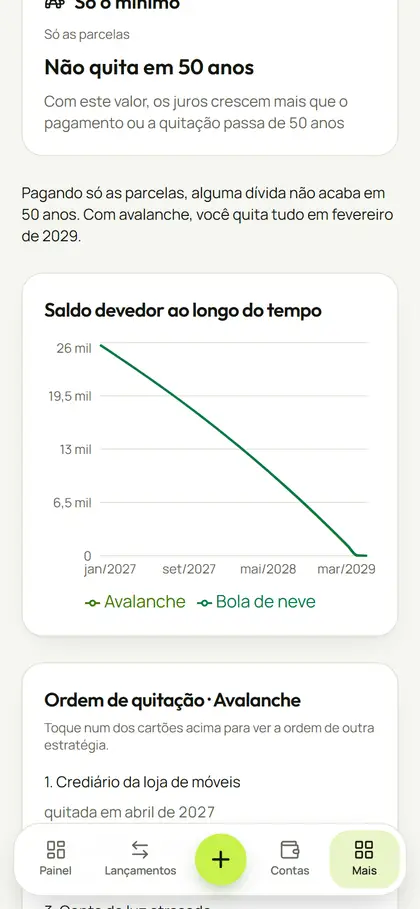 Só o mínimo
Só as parcelas
Não quita em 50 anos
Com este valor, os juros crescem mais que o
pagamento ou a quitação passa de 50 anos
Pagando só as parcelas, alguma dívida não acaba em
50 anos. Com avalanche, você quita tudo em fevereiro
de 2029.
Saldo devedor ao longo do tempo
26 mil
19,5 mil
13 mil
6,5 mil
0
jan/2027 set/2027 mai/2028 mar/2029
Avalanche Bola de neve
Ordem de quitação · Avalanche
Toque num dos cartões acima para ver a ordem de outra
estratégia.
1. Crediário da loja de móveis
quitada em abril de 2027
Painel Lançamentos Contas Mais